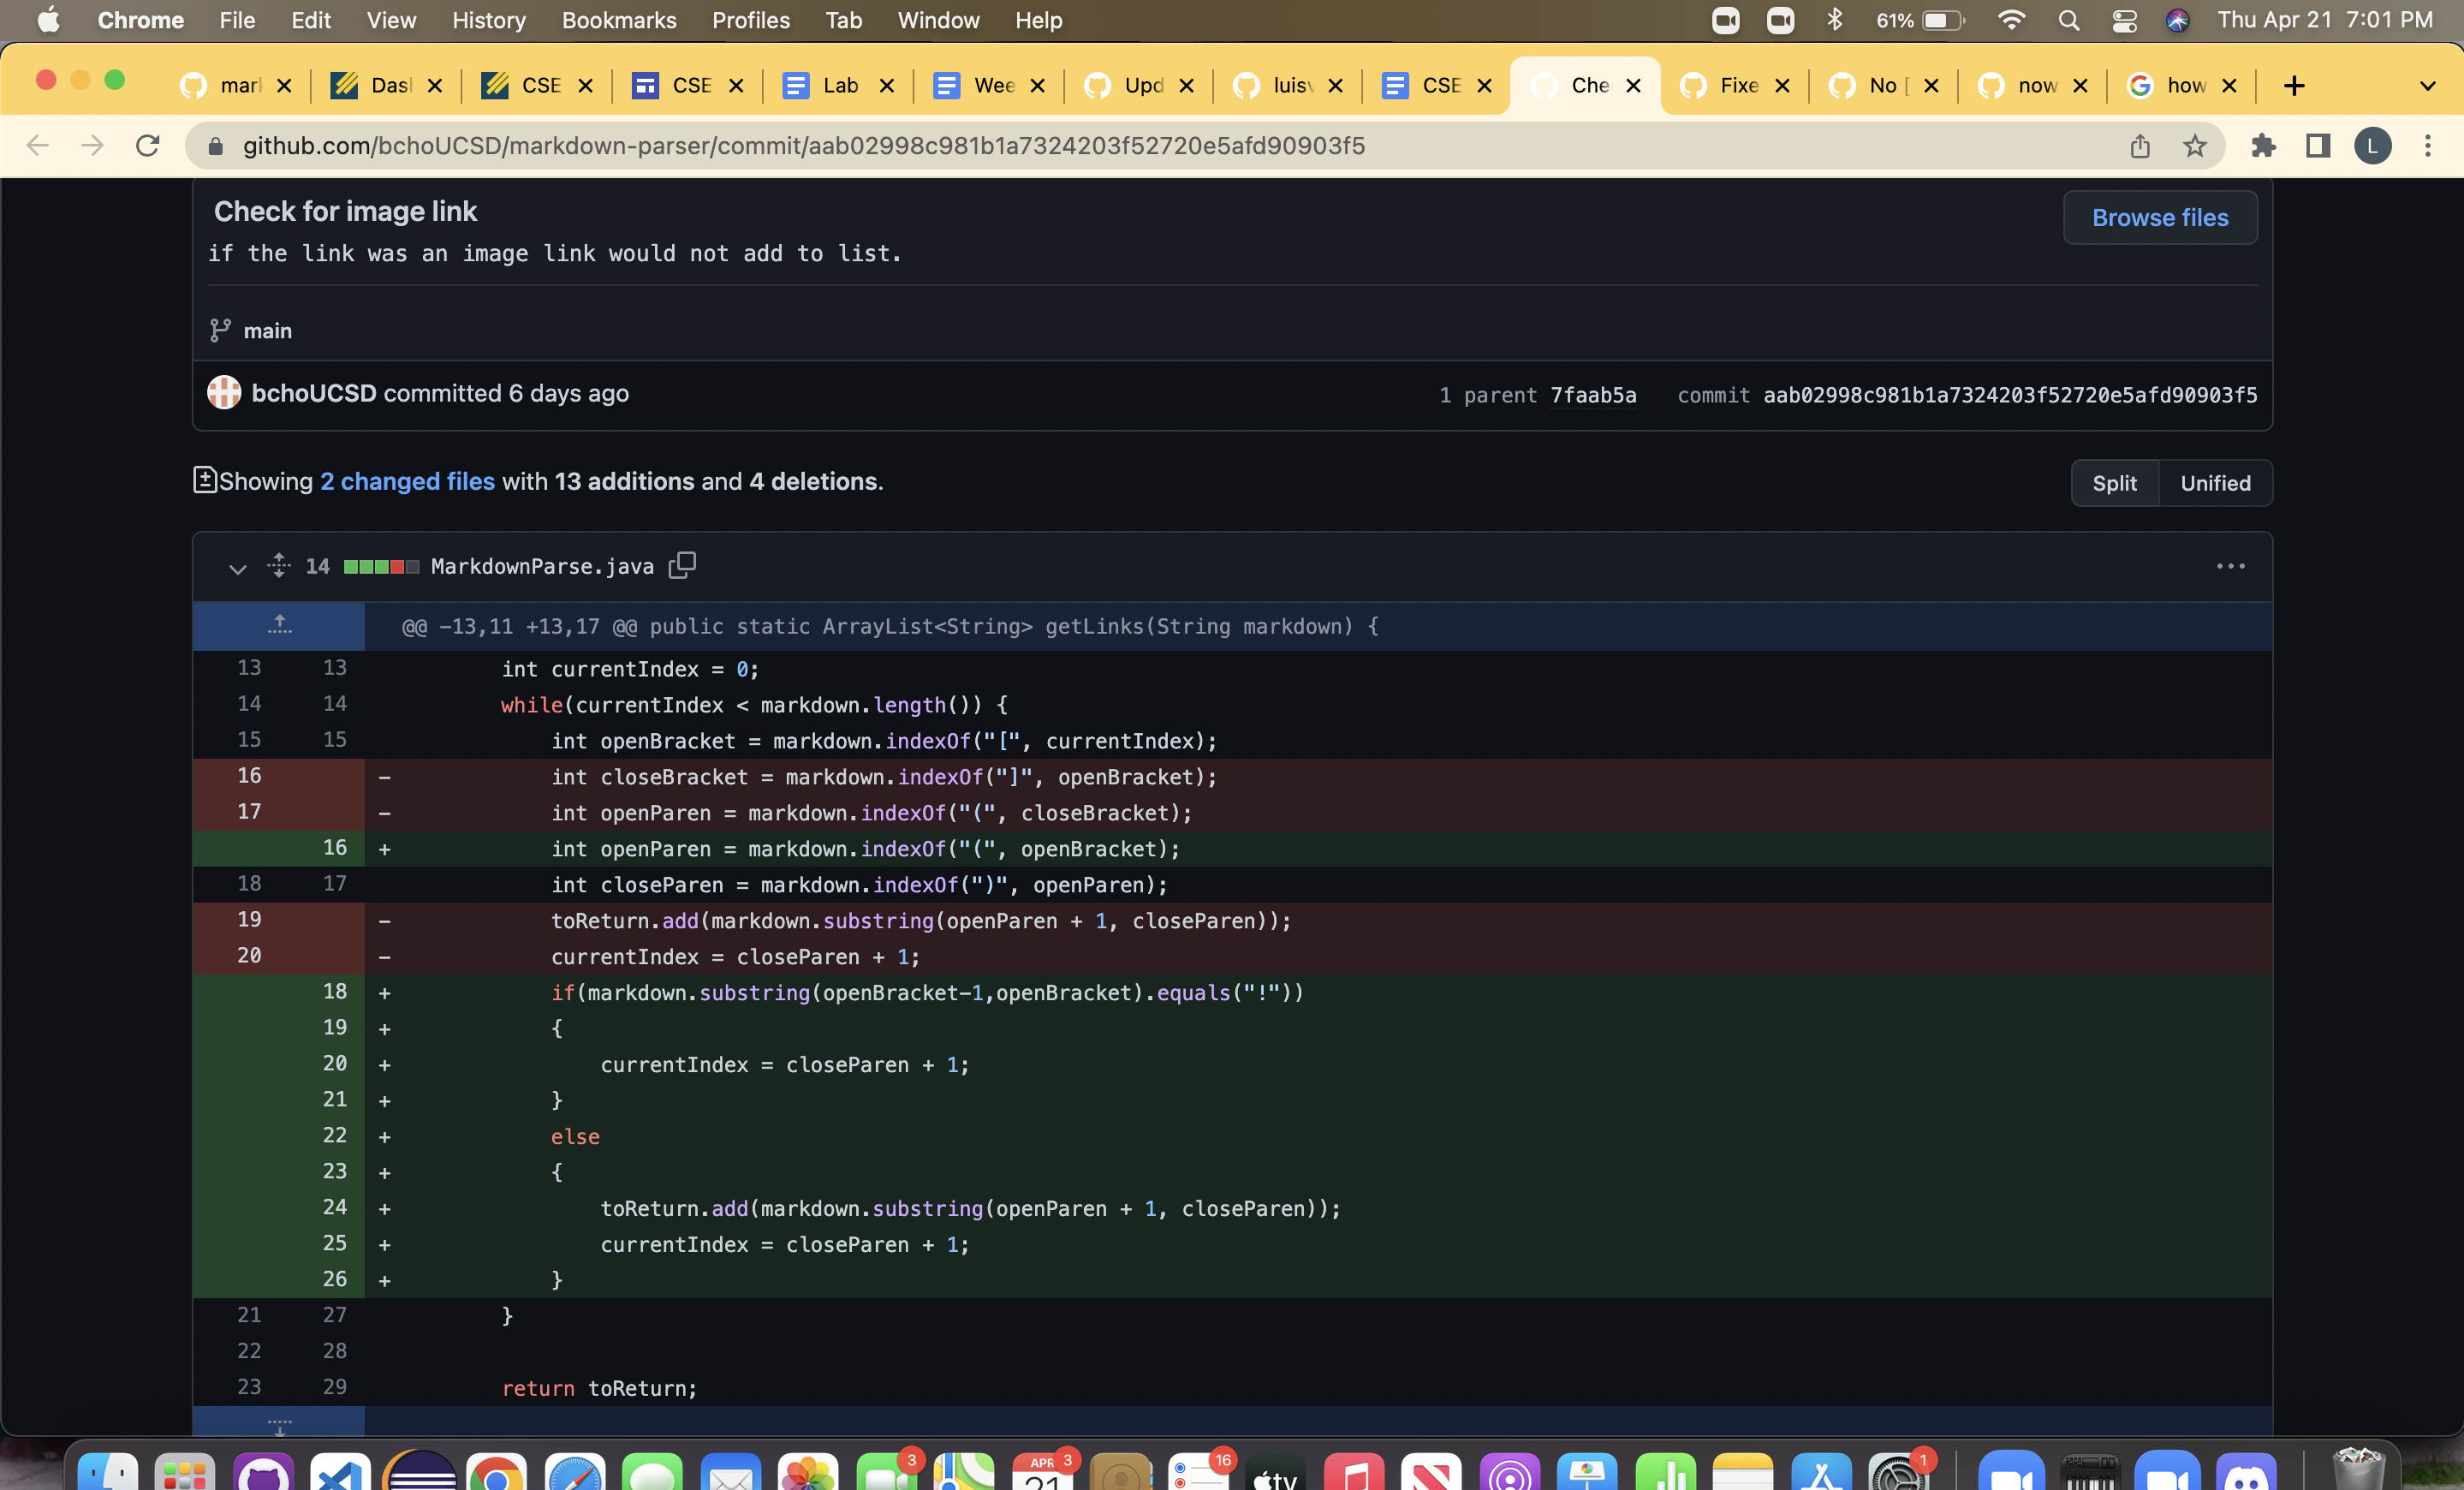 Chrome File Edit View History Bookmarks Profiles Tab Window Help 61% Thu Apr 21 7:01 PM
mar Das CSE CSE Lab Wee Upd luisv CSE Che Fixe No [ now how
github.com/bchoUCSD/markdown-parser/commit/aab02998c981b1a7324203f52720e5afd90903f5 L
Check for image link
Browse files
if the link was an image link would not add to list.
main
bchoUCSD committed 6 days ago 1 parent 7faab5a commit aab02998c981b1a7324203f52720e5afd90903f5
Showing 2 changed files with 13 additions and 4 deletions. Split Unified
14 MarkdownParse.java
@@ -13,11 +13,17 @@ public static ArrayList<String> getLinks(String markdown) {
13 13 int currentIndex = 0;
14 14 while(currentIndex < markdown.length()) {
15 15 int openBracket = markdown.indexOf("[", currentIndex);
16 - int closeBracket = markdown.indexOf("]", openBracket);
17 - int openParen = markdown.indexOf("(", closeBracket);
16 + int openParen = markdown.indexOf("(", openBracket);
18 17 int closeParen = markdown.indexOf(")", openParen);
19 - toReturn.add(markdown.substring(openParen + 1, closeParen));
20 - currentIndex = closeParen + 1;
18 + if(markdown.substring(openBracket-1,openBracket).equals("!"))
19 + {
20 + currentIndex = closeParen + 1;
21 + }
22 + else
23 + {
24 + toReturn.add(markdown.substring(openParen + 1, closeParen));
25 + currentIndex = closeParen + 1;
26 + }
21 27 }
22 28
23 29 return toReturn;
3 APR 21 3 16 tv 1